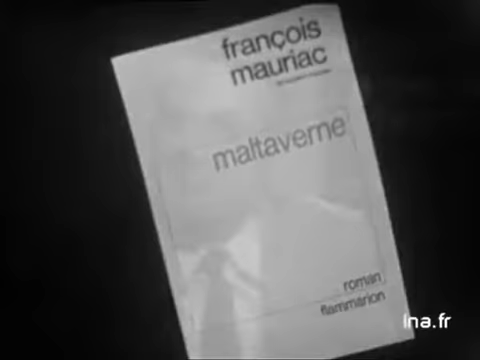 françois
mauriac
maltaverne
roman
flammarion
Ina.fr